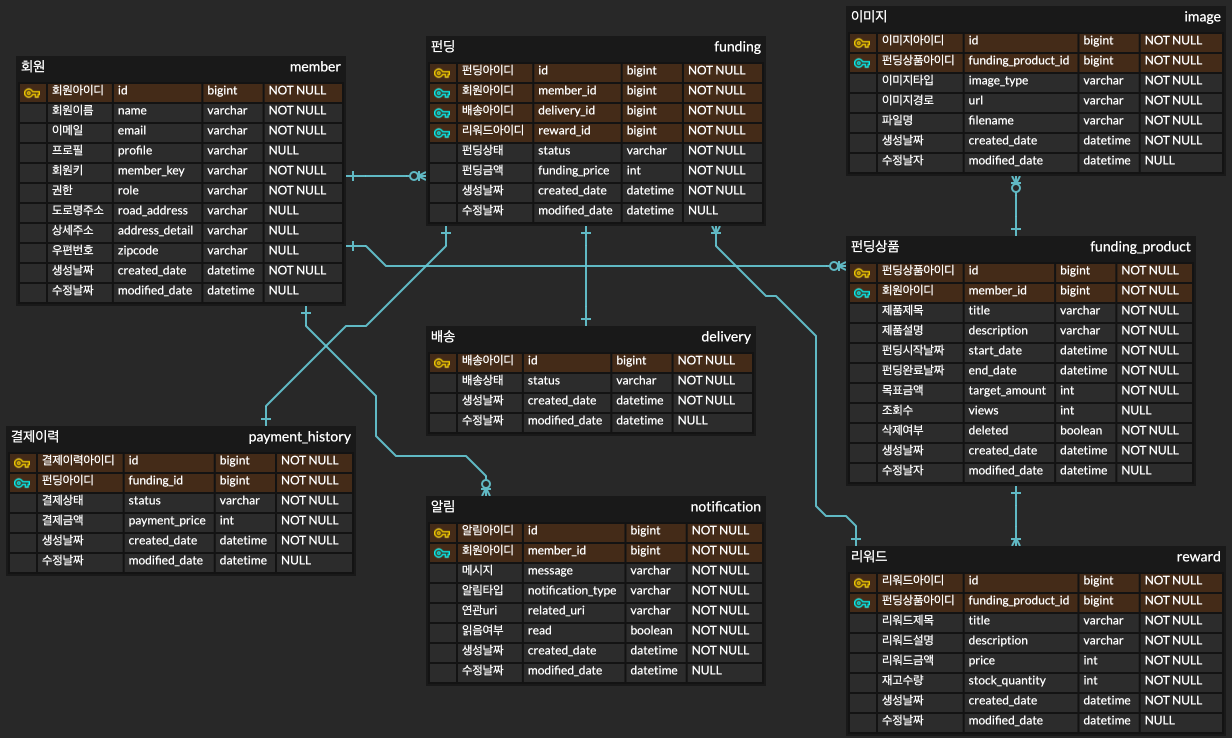 회원 member
회원아이디 id bigint NOT NULL
회원이름 name varchar NOT NULL
이메일 email varchar NOT NULL
프로필 profile varchar NULL
회원키 member_key varchar NOT NULL
권한 role varchar NOT NULL
도로명주소 road_address varchar NULL
상세주소 address_detail varchar NULL
우편번호 zipcode varchar NULL
생성날짜 created_date datetime NOT NULL
수정날짜 modified_date datetime NULL
펀딩 funding
펀딩아이디 id bigint NOT NULL
회원아이디 member_id bigint NOT NULL
배송아이디 delivery_id bigint NOT NULL
리워드아이디 reward_id bigint NOT NULL
펀딩상태 status varchar NOT NULL
펀딩금액 funding_price int NOT NULL
생성날짜 created_date datetime NOT NULL
수정날짜 modified_date datetime NULL
이미지 image
이미지아이디 id bigint NOT NULL
펀딩상품아이디 funding_product_id bigint NOT NULL
이미지타입 image_type varchar NOT NULL
이미지경로 url varchar NOT NULL
파일명 filename varchar NOT NULL
생성날짜 created_date datetime NOT NULL
수정날자 modified_date datetime NULL
펀딩상품 funding_product
펀딩상품아이디 id bigint NOT NULL
회원아이디 member_id bigint NOT NULL
제품제목 title varchar NOT NULL
제품설명 description varchar NOT NULL
펀딩시작날짜 start_date datetime NOT NULL
펀딩완료날짜 end_date datetime NOT NULL
목표금액 target_amount int NOT NULL
조회수 views int NULL
삭제여부 deleted boolean NOT NULL
생성날짜 created_date datetime NOT NULL
수정날자 modified_date datetime NULL
배송 delivery
배송아이디 id bigint NOT NULL
배송상태 status varchar NOT NULL
생성날짜 created_date datetime NOT NULL
수정날짜 modified_date datetime NULL
결제이력 payment_history
결제이력아이디 id bigint NOT NULL
펀딩아이디 funding_id bigint NOT NULL
결제상태 status varchar NOT NULL
결제금액 payment_price int NOT NULL
생성날짜 created_date datetime NOT NULL
수정날짜 modified_date datetime NULL
알림 notification
알림아이디 id bigint NOT NULL
회원아이디 member_id bigint NOT NULL
메시지 message varchar NOT NULL
알림타입 notification_type varchar NOT NULL
연관uri related_uri varchar NOT NULL
읽음여부 read boolean NOT NULL
생성날짜 created_date datetime NOT NULL
수정날짜 modified_date datetime NULL
리워드 reward
리워드아이디 id bigint NOT NULL
펀딩상품아이디 funding_product_id bigint NOT NULL
리워드제목 title varchar NOT NULL
리워드설명 description varchar NOT NULL
리워드금액 price int NOT NULL
재고수량 stock_quantity int NOT NULL
생성날짜 created_date datetime NOT NULL
수정날짜 modified_date datetime NULL